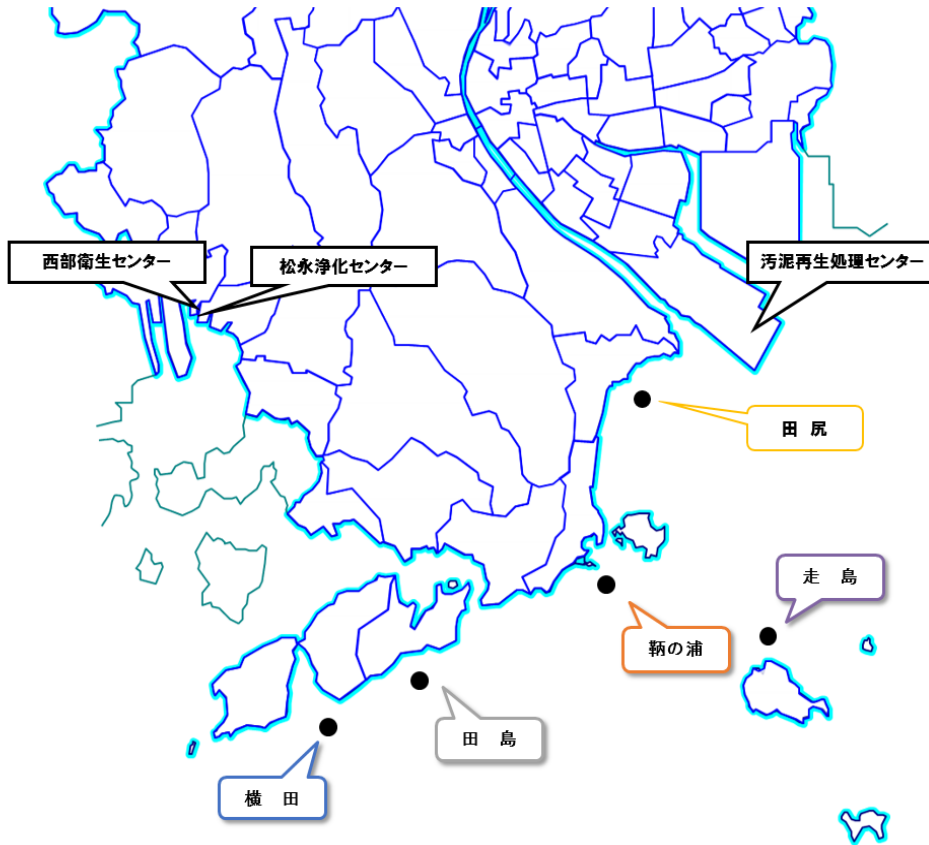 西部衛生センター
松永浄化センター
汚泥再生処理センター
田 尻
走 島
鞆の浦
田 島
横 田